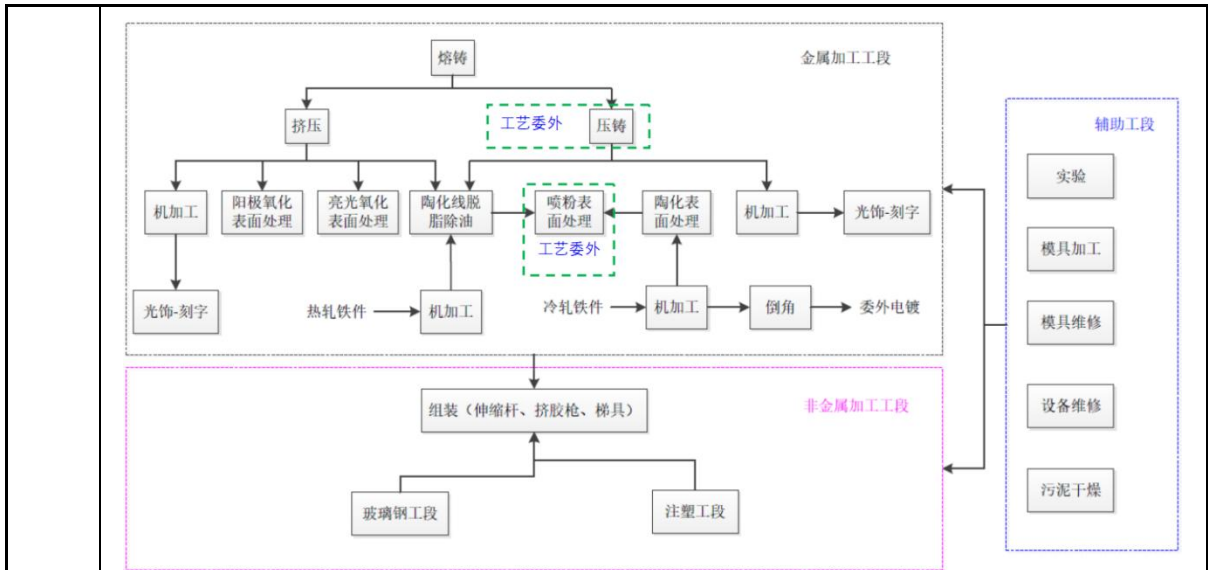 熔铸
金属加工工段
挤压
工艺委外
压铸
辅助工段
实验
机加工
阳极氧化
表面处理
亮光氧化
表面处理
陶化线脱
脂除油
喷粉表
面处理
陶化表
面处理
机加工
光饰-刻字
工艺委外
模具加工
光饰-刻字
热轧铁件
机加工
冷轧铁件
机加工
倒角
委外电镀
模具维修
组装（伸缩杆、挤胶枪、梯具）
非金属加工工段
设备维修
玻璃钢工段
注塑工段
污泥干燥